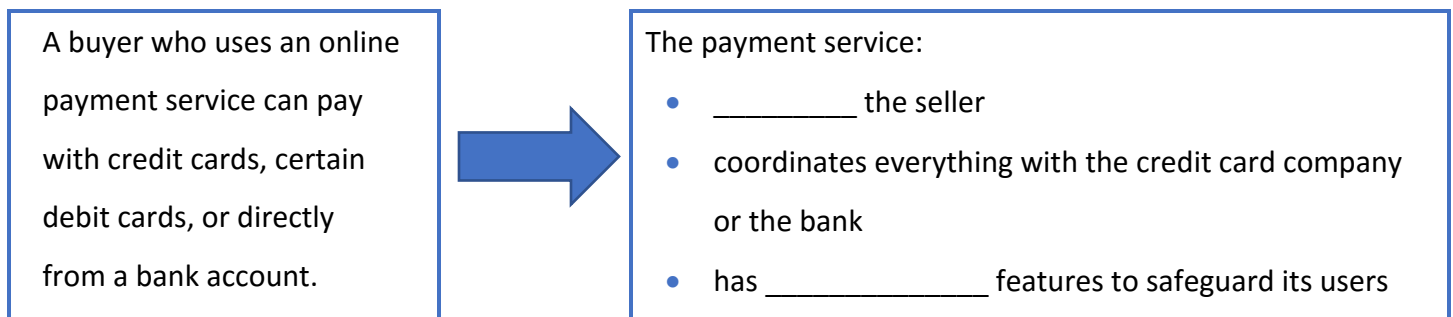 A buyer who uses an online
payment service can pay
with credit cards, certain
debit cards, or directly
from a bank account.
The payment service:
• _________ the seller
• coordinates everything with the credit card company
or the bank
• has ______________ features to safeguard its users